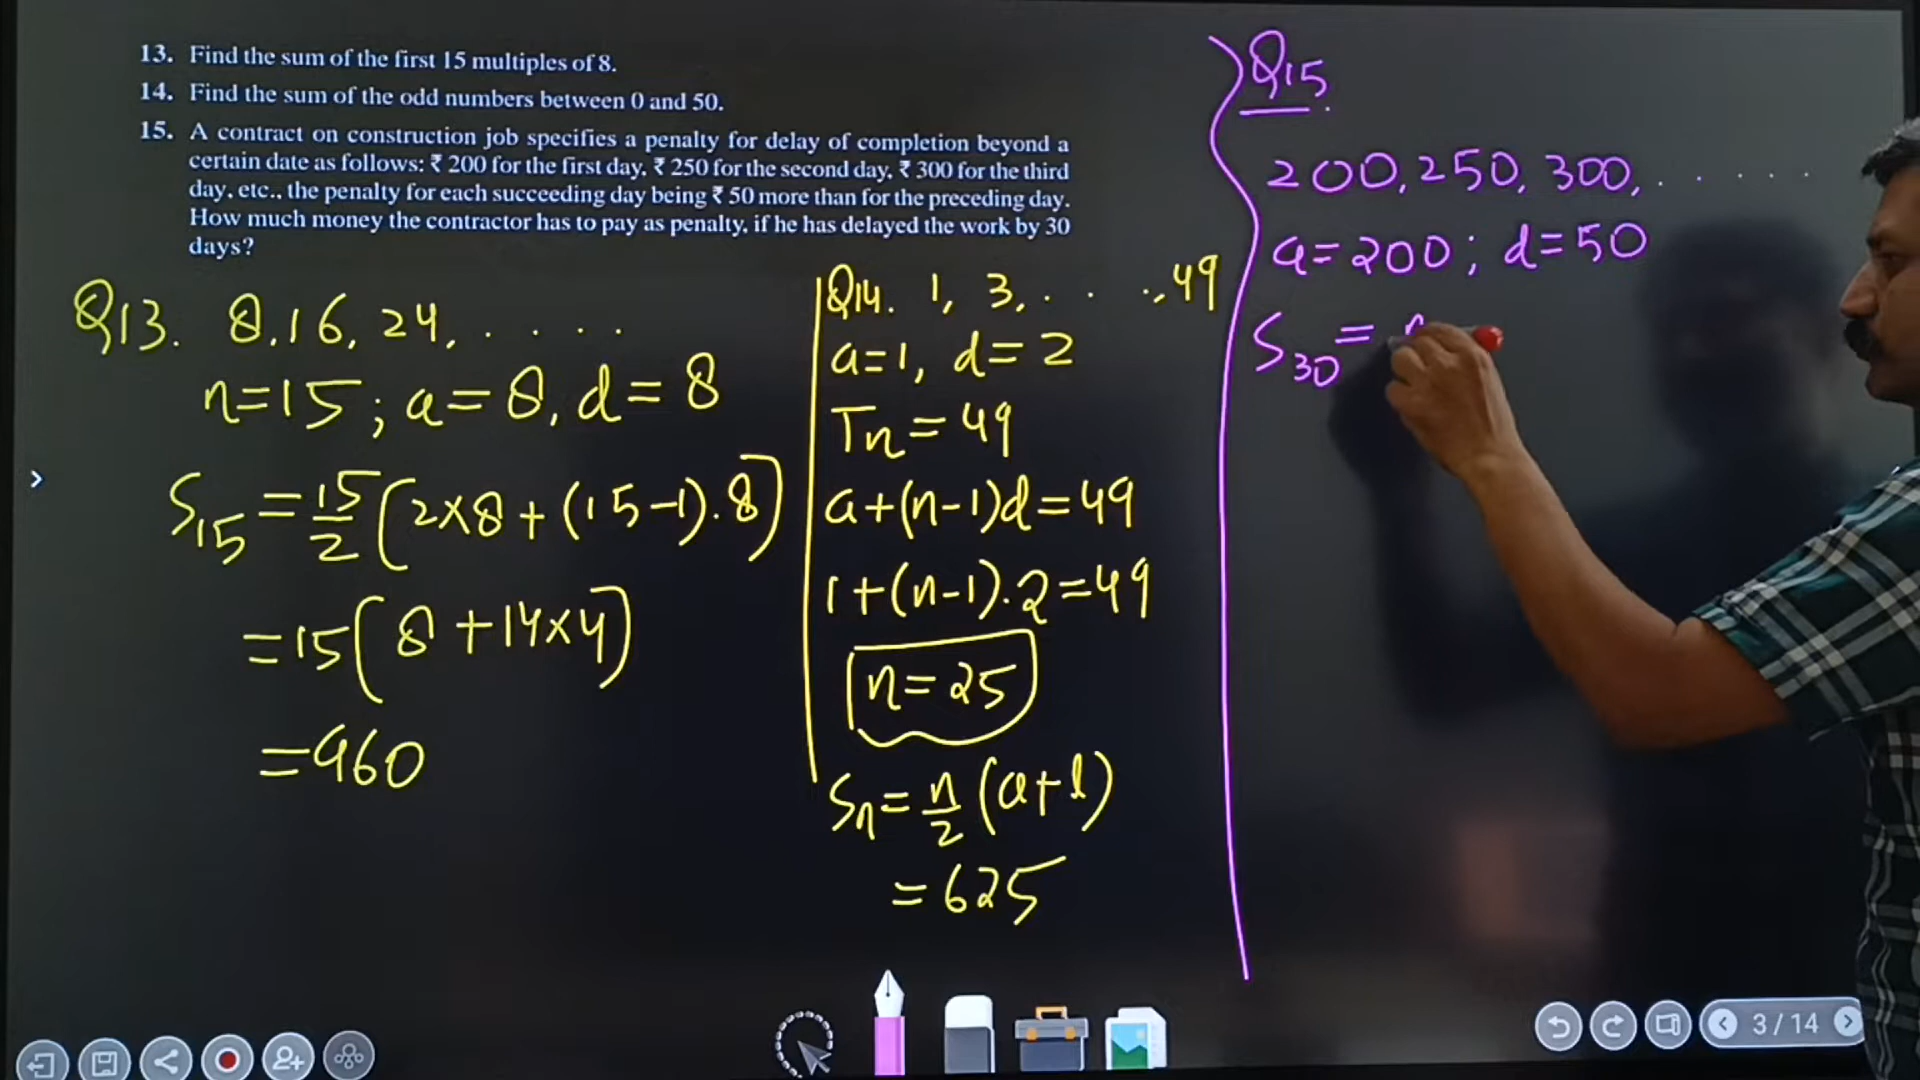 13. Find the sum of the first 15 multiples of 8.
14. Find the sum of the odd numbers between 0 and 50.
15. A contract on construction job specifies a penalty for delay of completion beyond a
certain date as follows: ₹ 200 for the first day, ₹ 250 for the second day, ₹ 300 for the third
day, etc., the penalty for each succeeding day being ₹ 50 more than for the preceding day.
How much money the contractor has to pay as penalty, if he has delayed the work by 30
days?
Q13. 8, 16, 24, . . . . .
n=15 ; a=8, d=8
S15 = 15/2 (2×8+(15-1).8)
=15(8+14×4)
=960
Q14. 1, 3, . . . ., 49
a=1, d=2
Tn=49
a+(n-1)d=49
1+(n-1).2=49
n=25
Sn=n/2 (a+l)
=625
Q15.
200, 250, 300, . . . . . .
a=200 ; d=50
S30=
3 / 14